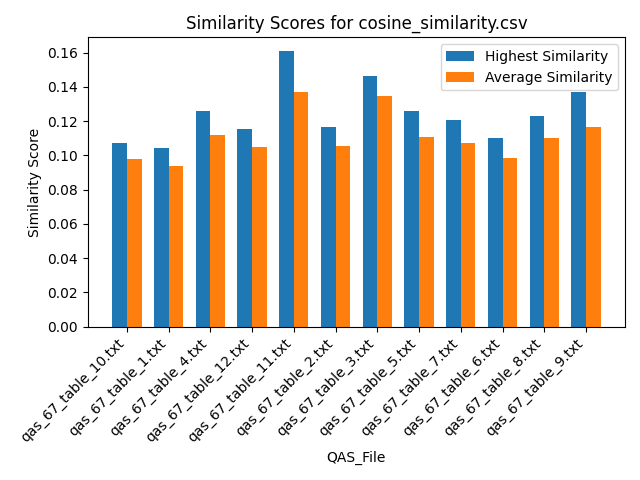 Similarity Scores for cosine_similarity.csv
Highest Similarity
Average Similarity
Similarity Score
0.16
0.14
0.12
0.10
0.08
0.06
0.04
0.02
0.00
qas_67_table_10.txt
qas_67_table_1.txt
qas_67_table_4.txt
qas_67_table_12.txt
qas_67_table_11.txt
qas_67_table_2.txt
qas_67_table_3.txt
qas_67_table_5.txt
qas_67_table_7.txt
qas_67_table_6.txt
qas_67_table_8.txt
qas_67_table_9.txt
QAS_File